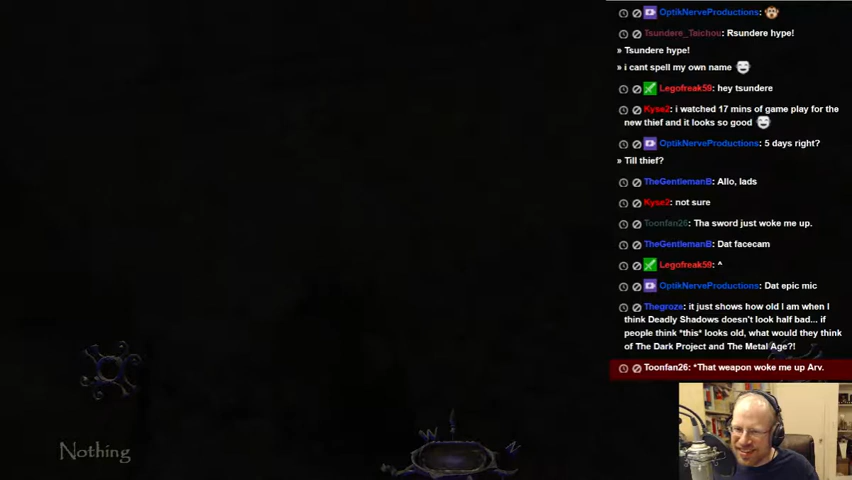 OptikNerveProductions:
Tsundere_Taichou: Rsundere hype!
» Tsundere hype!
» i cant spell my own name
Legofreak59: hey tsundere
Kyse2: i watched 17 mins of game play for the
new thief and it looks so good
OptikNerveProductions: 5 days right?
» Till thief?
TheGentlemanB: Allo, lads
Kyse2: not sure
Toonfan26: Tha sword just woke me up.
TheGentlemanB: Dat facecam
Legofreak59: ^
OptikNerveProductions: Dat epic mic
Thegroze: it just shows how old I am when I
think Deadly Shadows doesn't look half bad... if
people think *this* looks old, what would they think
of The Dark Project and The Metal Age?!
Toonfan26: *That weapon woke me up Arv.
W N
Nothing